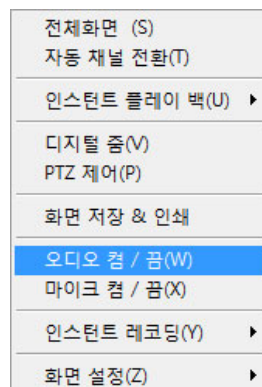 전체화면 (S)
자동 채널 전환(T)
인스턴트 플레이 백(U)
디지털 줌(V)
PTZ 제어(P)
화면 저장 & 인쇄
오디오 켬 / 끔(W)
마이크 켬 / 끔(X)
인스턴트 레코딩(Y)
화면 설정(Z)